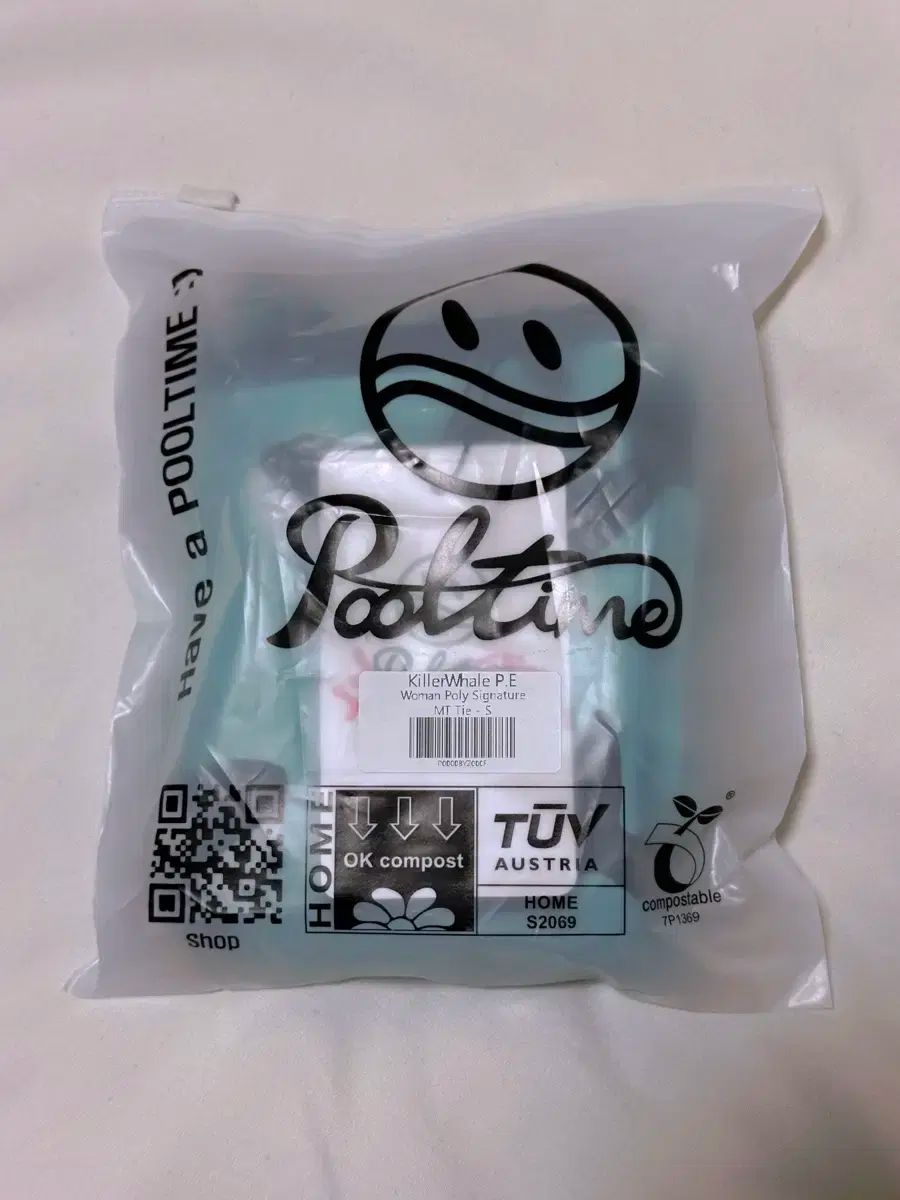 Have a POOLTIME :)
Pooltime
KillerWhale P.E
Woman Poly Signature
MT Tie - S
Shop
HOME
OK compost
TÜV
AUSTRIA
HOME
S2069
®
compostable
7P1369